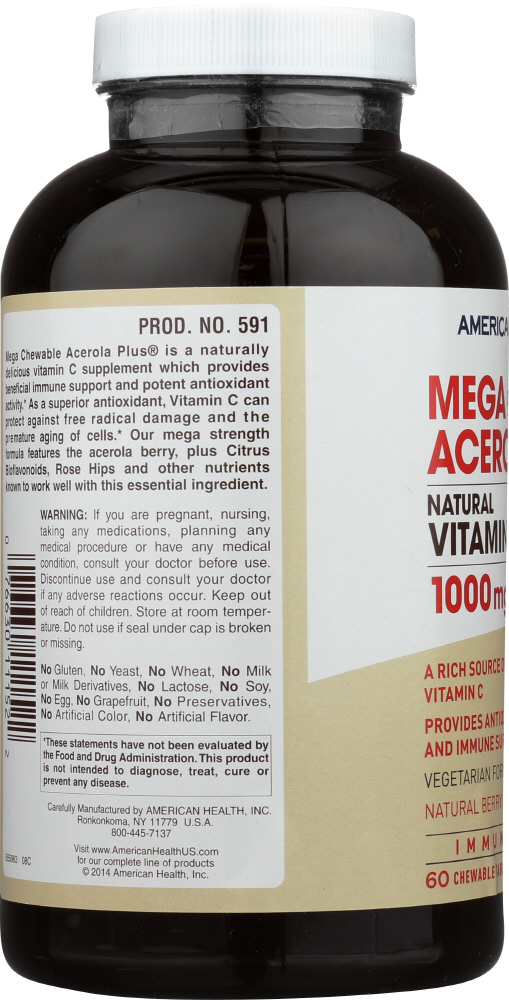 PROD. NO. 591
Mega Chewable Acerola Plus® is a naturally
delicious vitamin C supplement which provides
beneficial immune support and potent antioxidant
activity.* As a superior antioxidant, Vitamin C can
protect against free radical damage and the
premature aging of cells.* Our mega strength
formula features the acerola berry, plus Citrus
Bioflavonoids, Rose Hips and other nutrients
known to work well with this essential ingredient.
WARNING: If you are pregnant, nursing,
taking any medications, planning any
medical procedure or have any medical
condition, consult your doctor before use.
Discontinue use and consult your doctor
if any adverse reactions occur. Keep out
of reach of children. Store at room temper-
ature. Do not use if seal under cap is broken
or missing.
No Gluten, No Yeast, No Wheat, No Milk
or Milk Derivatives, No Lactose, No Soy,
No Egg, No Grapefruit, No Preservatives,
No Artificial Color, No Artificial Flavor.
*These statements have not been evaluated by
the Food and Drug Administration. This product
is not intended to diagnose, treat, cure or
prevent any disease.
Carefully Manufactured by AMERICAN HEALTH, INC.
Ronkonkoma, NY 11779 U.S.A.
800-445-7137
Visit www.AmericanHealthUS.com
for our complete line of products
© 2014 American Health, Inc.
0 76630 11152 2
08C
AMERICA
MEGA
ACERO
NATURAL
VITAMIN
1000 mg
A RICH SOURCE O
VITAMIN C
PROVIDES ANTIO
AND IMMUNE SU
VEGETARIAN FOR
NATURAL BERRY
IMMU
60 CHEWABLE TAB